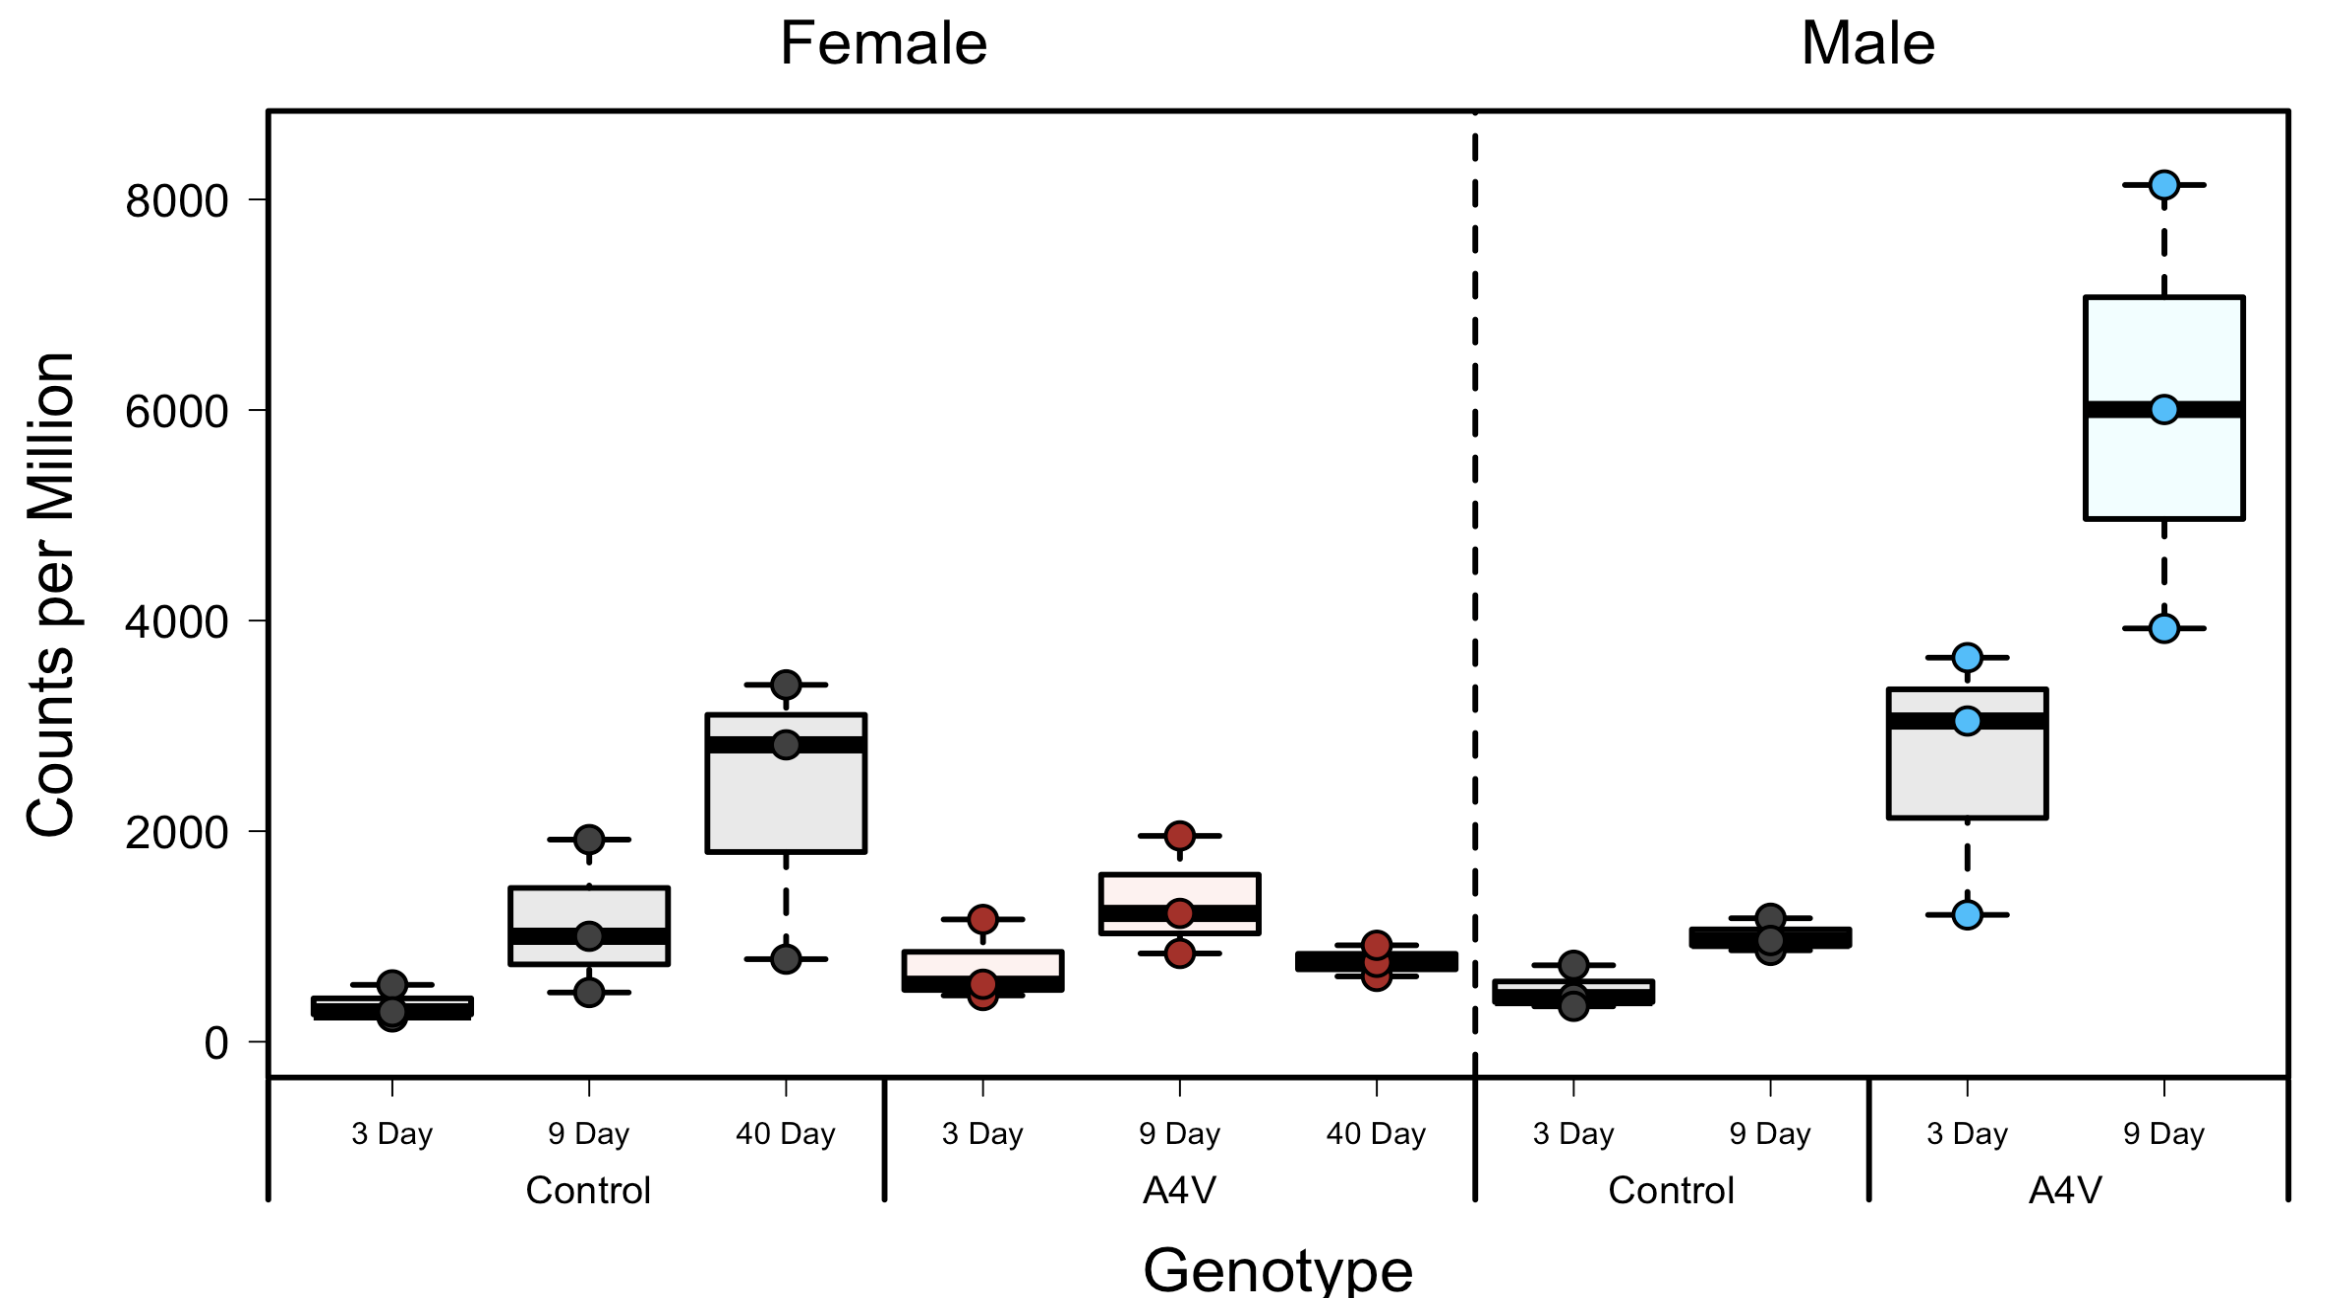 Female
Male
Counts per Million
8000
6000
4000
2000
0
3 Day 9 Day 40 Day 3 Day 9 Day 40 Day 3 Day 9 Day 3 Day 9 Day
Control A4V Control A4V
Genotype